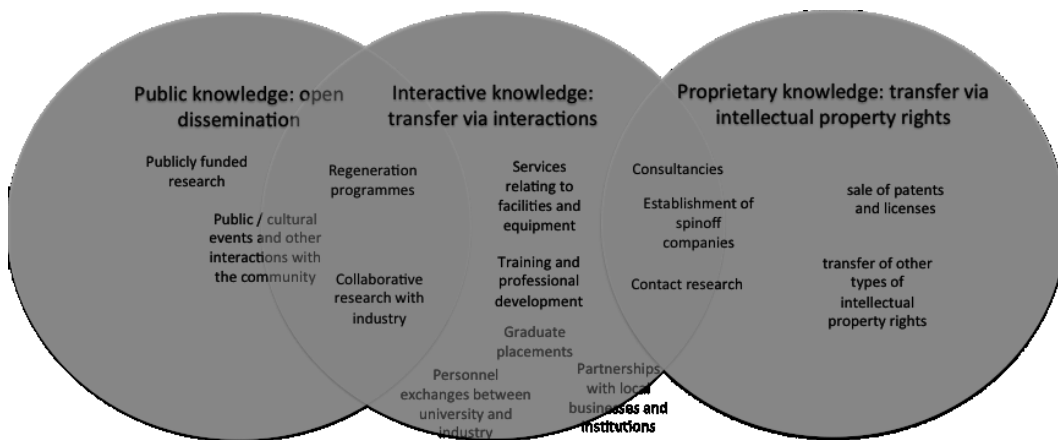 Public knowledge: open
dissemination
Publicly funded
research
Public / cultural
events and other
interactions with
the community
Regeneration
programmes
Collaborative
research with
industry
Interactive knowledge:
transfer via interactions
Services
relating to
facilities and
equipment
Training and
professional
development
Graduate
placements
Personnel
exchanges between
university and
industry
Partnerships
with local
businesses and
institutions
Consultancies
Establishment of
spinoff
companies
Contact research
Proprietary knowledge: transfer via
intellectual property rights
sale of patents
and licenses
transfer of other
types of
intellectual
property rights